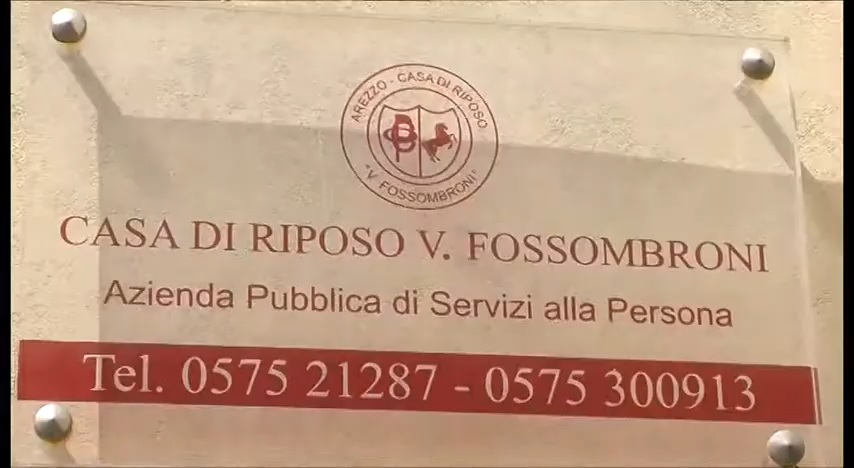 AREZZO - CASA DI RIPOSO
"V. FOSSOMBRONI"
CASA DI RIPOSO V. FOSSOMBRONI
Azienda Pubblica di Servizi alla Persona
Tel. 0575 21287 - 0575 300913